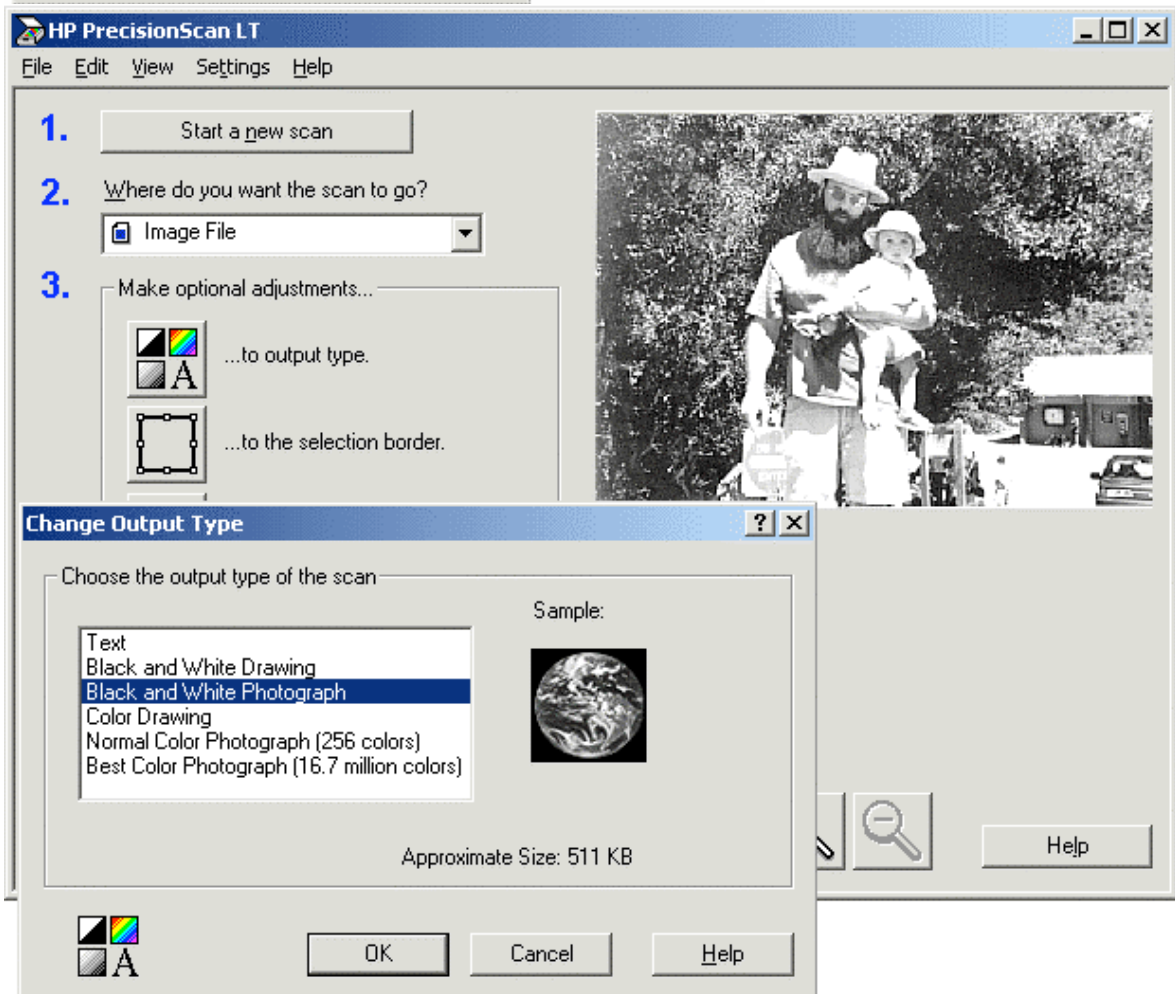 HP PrecisionScan LT
File Edit View Settings Help
1. Start a new scan
2. Where do you want the scan to go?
Image File
3. Make optional adjustments...
...to output type.
A
...to the selection border.
Change Output Type
Choose the output type of the scan
Sample:
Text
Black and White Drawing
Black and White Photograph
Color Drawing
Normal Color Photograph (256 colors)
Best Color Photograph (16.7 million colors)
Approximate Size: 511 KB
Help
A
OK Cancel Help